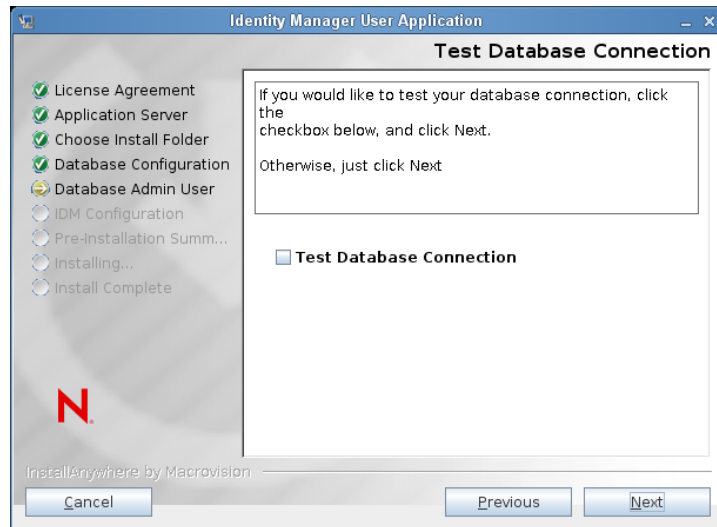 Identity Manager User Application
Test Database Connection
License Agreement
Application Server
Choose Install Folder
Database Configuration
Database Admin User
IDM Configuration
Pre-Installation Summ...
Installing...
Install Complete
If you would like to test your database connection, click
the
checkbox below, and click Next.
Otherwise, just click Next
Test Database Connection
N.
InstallAnywhere by Macrovision
Cancel
Previous
Next